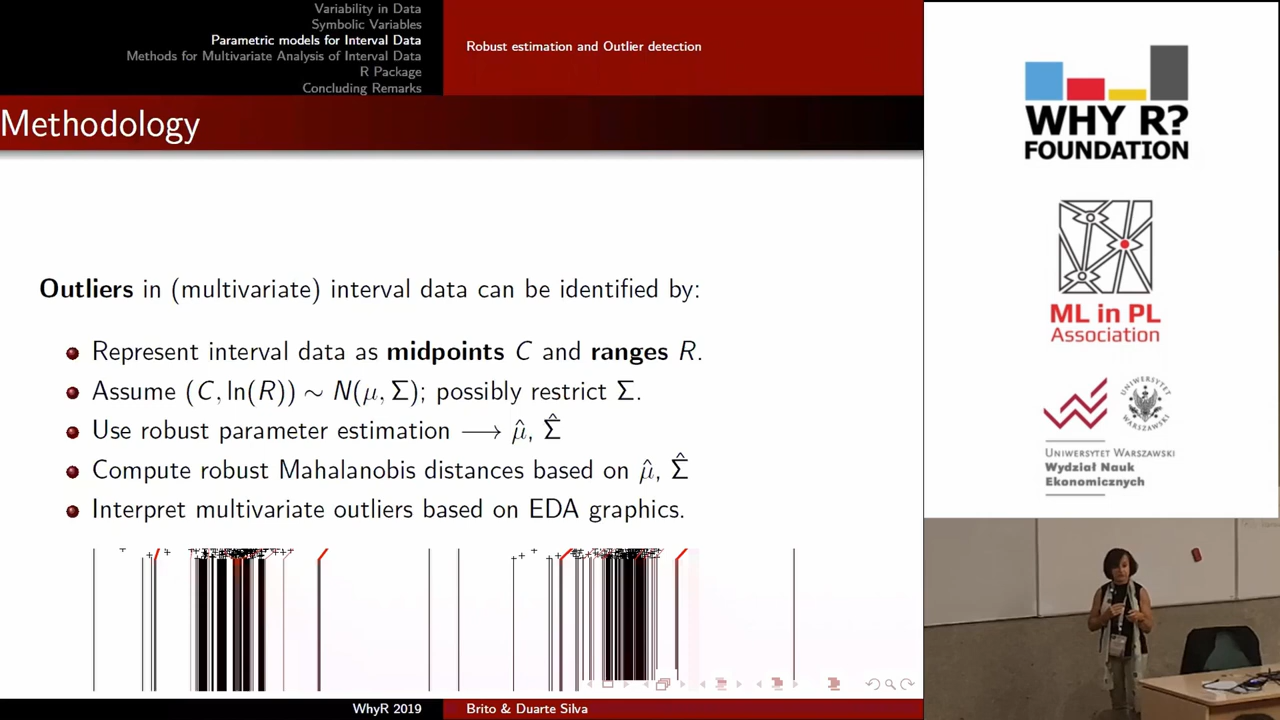 Variability in Data
Symbolic Variables
Parametric models for Interval Data
Methods for Multivariate Analysis of Interval Data
R Package
Concluding Remarks
Robust estimation and Outlier detection
Methodology
Outliers in (multivariate) interval data can be identified by:
Represent interval data as midpoints C and ranges R.
Assume (C, ln(R)) ∼ N(μ, Σ); possibly restrict Σ.
Use robust parameter estimation ⟶ μ̂, Σ̂
Compute robust Mahalanobis distances based on μ̂, Σ̂
Interpret multivariate outliers based on EDA graphics.
WhyR 2019
Brito & Duarte Silva
WHY R?
FOUNDATION
ML in PL
Association
UNIWERSYTET
WARSZAWSKI
UNIWERSYTET WARSZAWSKI
Wydział Nauk
Ekonomicznych